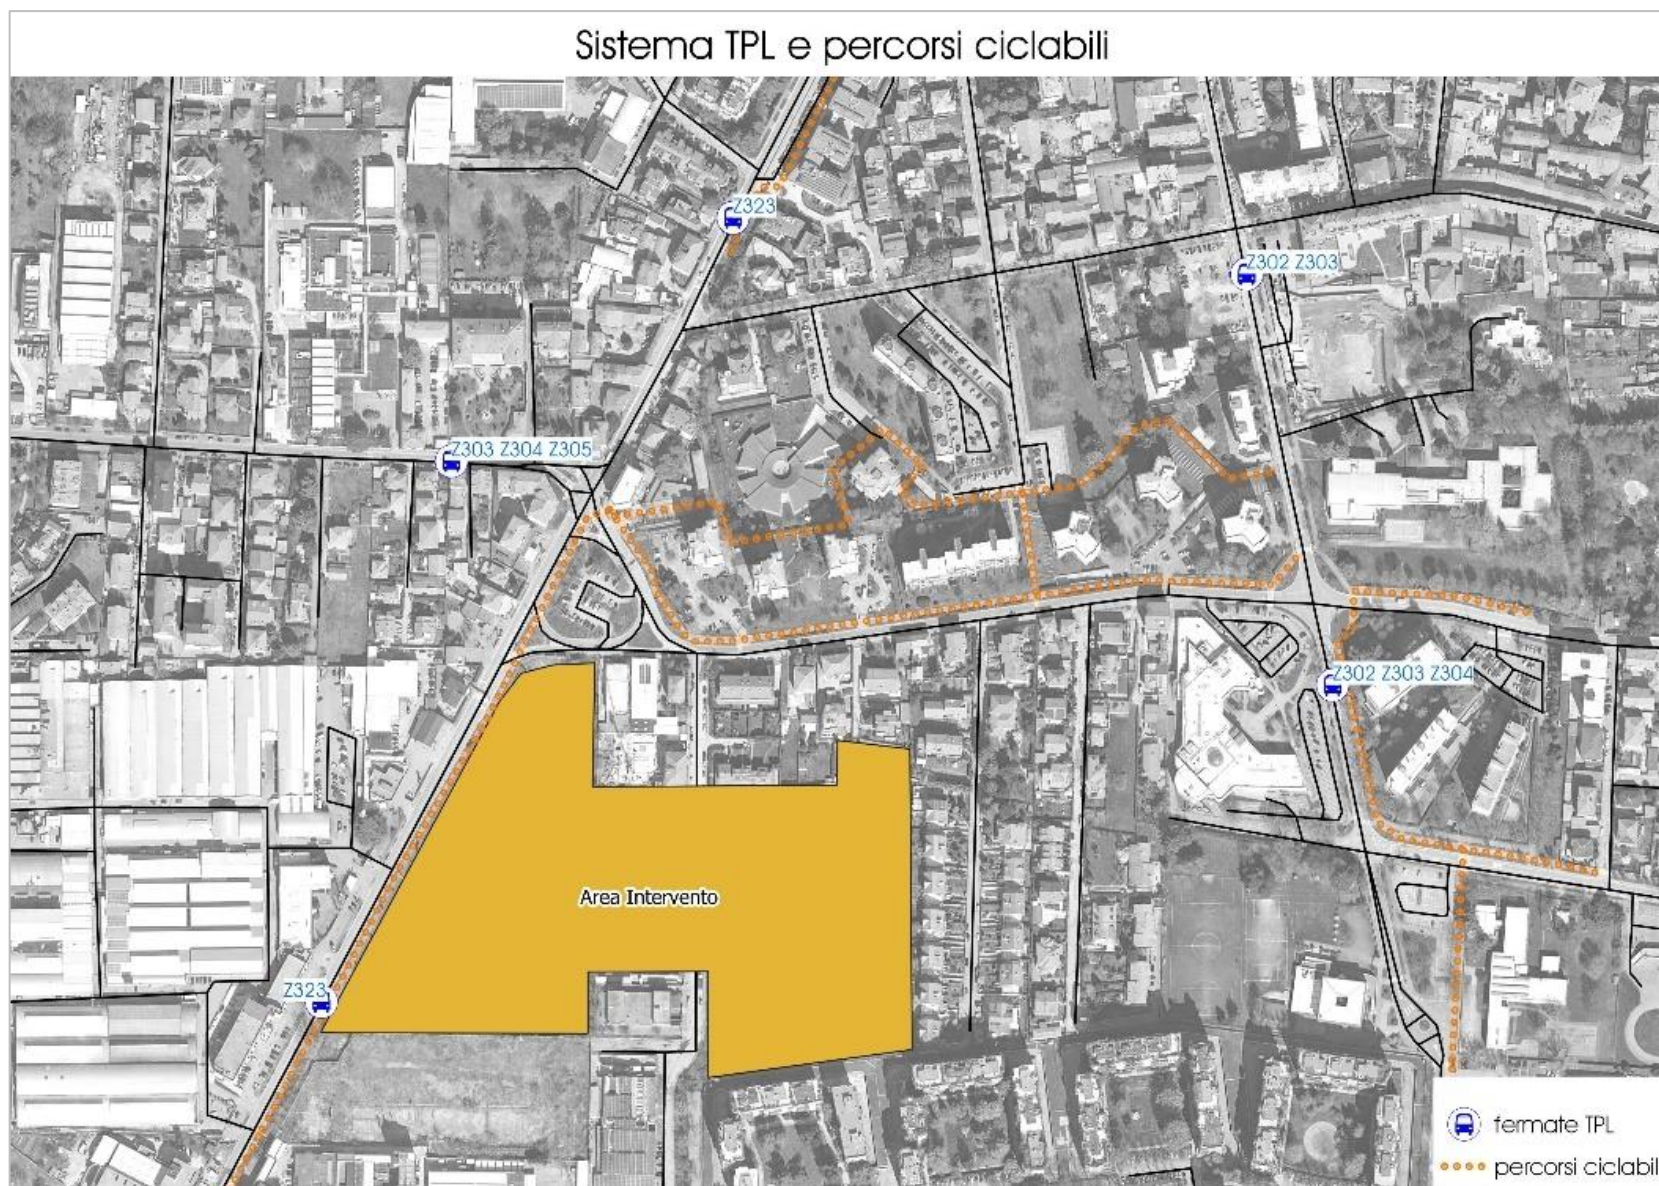 Sistema TPL e percorsi ciclabili
Z323
Z302 Z303
Z303 Z304 Z305
Z302 Z303 Z304
Area Intervento
Z323
fermate TPL
percorsi ciclabil